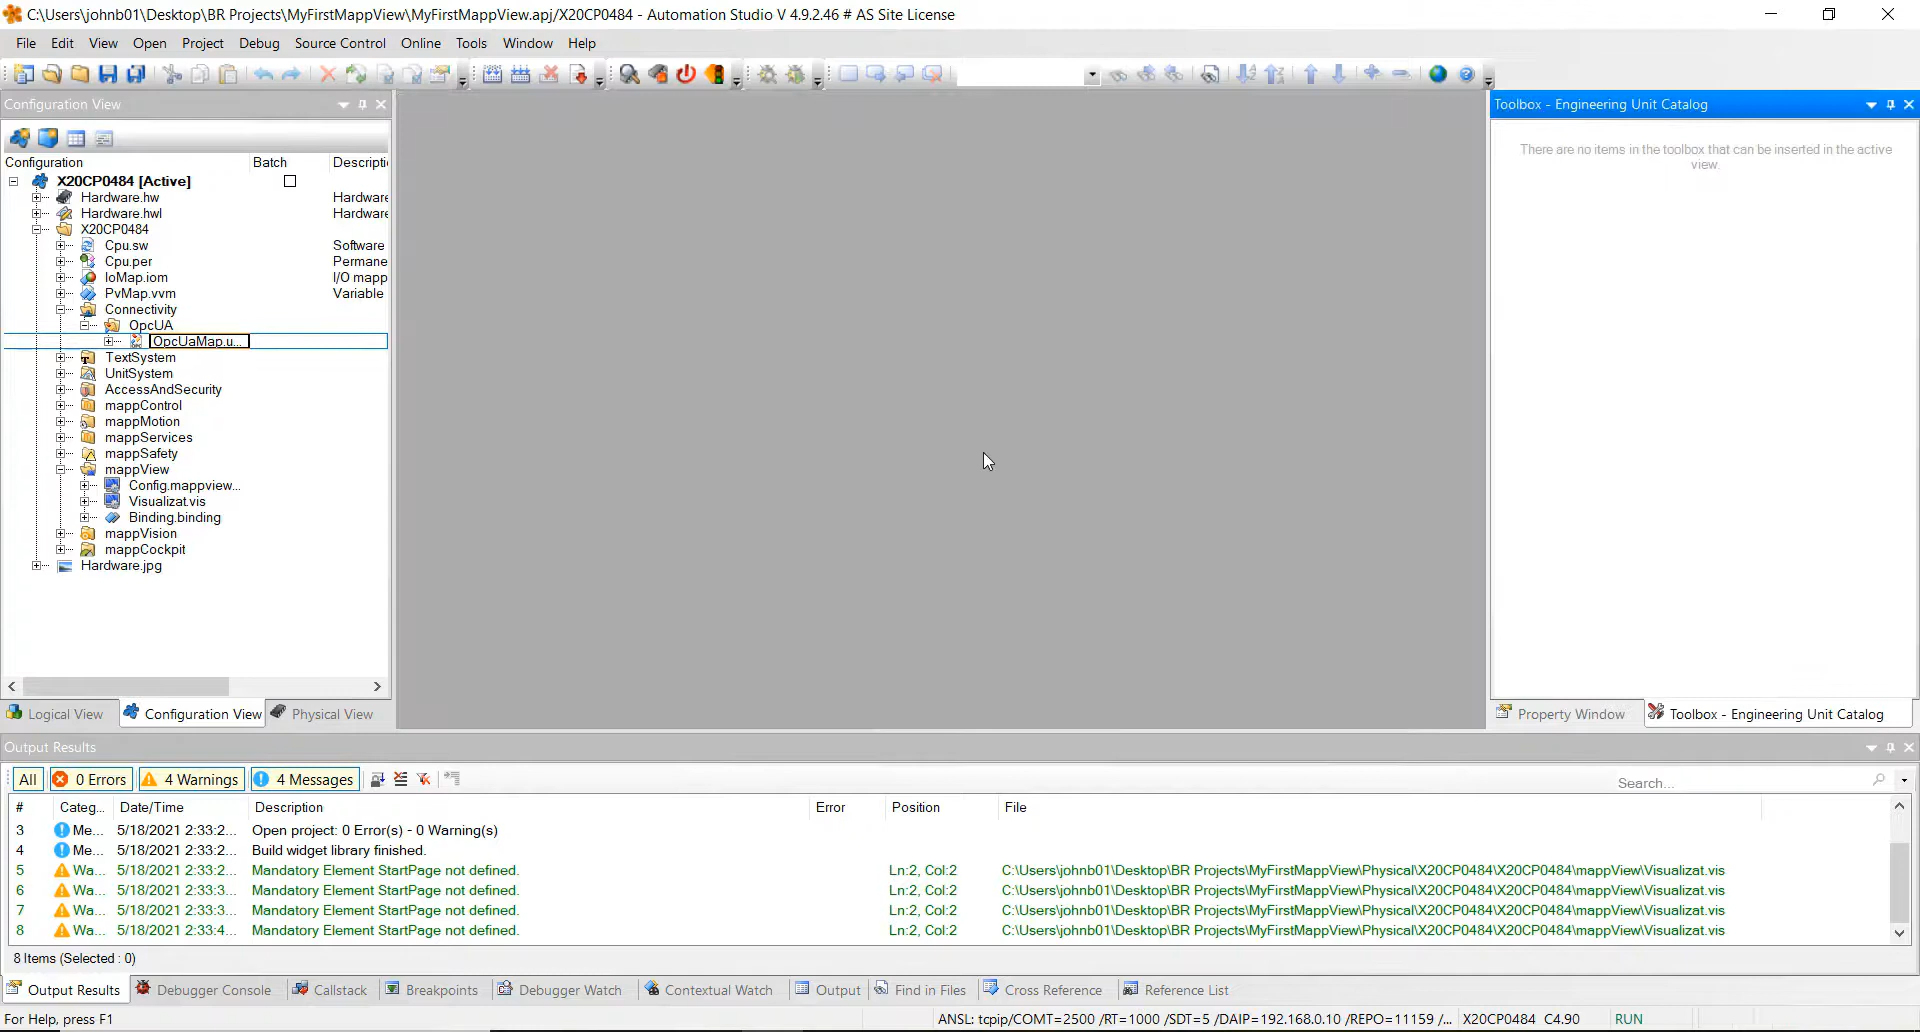 C:\Users\johnb01\Desktop\BR Projects\MyFirstMappView\MyFirstMappView.apj/X20CP0484 - Automation Studio V 4.9.2.46 # AS Site License
File Edit View Open Project Debug Source Control Online Tools Window Help
Configuration View
Toolbox - Engineering Unit Catalog
There are no items in the toolbox that can be inserted in the active
view.
Configuration Batch Descripti
X20CP0484 [Active]
Hardware.hw Hardware
Hardware.hwl Hardware
X20CP0484
Cpu.sw Software
Cpu.per Permane
IoMap.iom I/O mapp
PvMap.vvm Variable
Connectivity
OpcUA
OpcUaMap.u...
TextSystem
UnitSystem
AccessAndSecurity
mappControl
mappMotion
mappServices
mappSafety
mappView
Config.mappview...
Visualizat.vis
Binding.binding
mappVision
mappCockpit
Hardware.jpg
Logical View Configuration View Physical View
Property Window Toolbox - Engineering Unit Catalog
Output Results
All 0 Errors 4 Warnings 4 Messages Search...
# Categ... Date/Time Description Error Position File
3 Me... 5/18/2021 2:33:2... Open project: 0 Error(s) - 0 Warning(s)
4 Me... 5/18/2021 2:33:2... Build widget library finished.
5 Wa... 5/18/2021 2:33:2... Mandatory Element StartPage not defined. Ln:2, Col:2 C:\Users\johnb01\Desktop\BR Projects\MyFirstMappView\Physical\X20CP0484\X20CP0484\mappView\Visualizat.vis
6 Wa... 5/18/2021 2:33:3... Mandatory Element StartPage not defined. Ln:2, Col:2 C:\Users\johnb01\Desktop\BR Projects\MyFirstMappView\Physical\X20CP0484\X20CP0484\mappView\Visualizat.vis
7 Wa... 5/18/2021 2:33:3... Mandatory Element StartPage not defined. Ln:2, Col:2 C:\Users\johnb01\Desktop\BR Projects\MyFirstMappView\Physical\X20CP0484\X20CP0484\mappView\Visualizat.vis
8 Wa... 5/18/2021 2:33:4... Mandatory Element StartPage not defined. Ln:2, Col:2 C:\Users\johnb01\Desktop\BR Projects\MyFirstMappView\Physical\X20CP0484\X20CP0484\mappView\Visualizat.vis
8 Items (Selected : 0)
Output Results Debugger Console Callstack Breakpoints Debugger Watch Contextual Watch Output Find in Files Cross Reference Reference List
For Help, press F1 ANSL: tcpip/COMT=2500 /RT=1000 /SDT=5 /DAIP=192.168.0.10 /REPO=11159 /... X20CP0484 C4.90 RUN